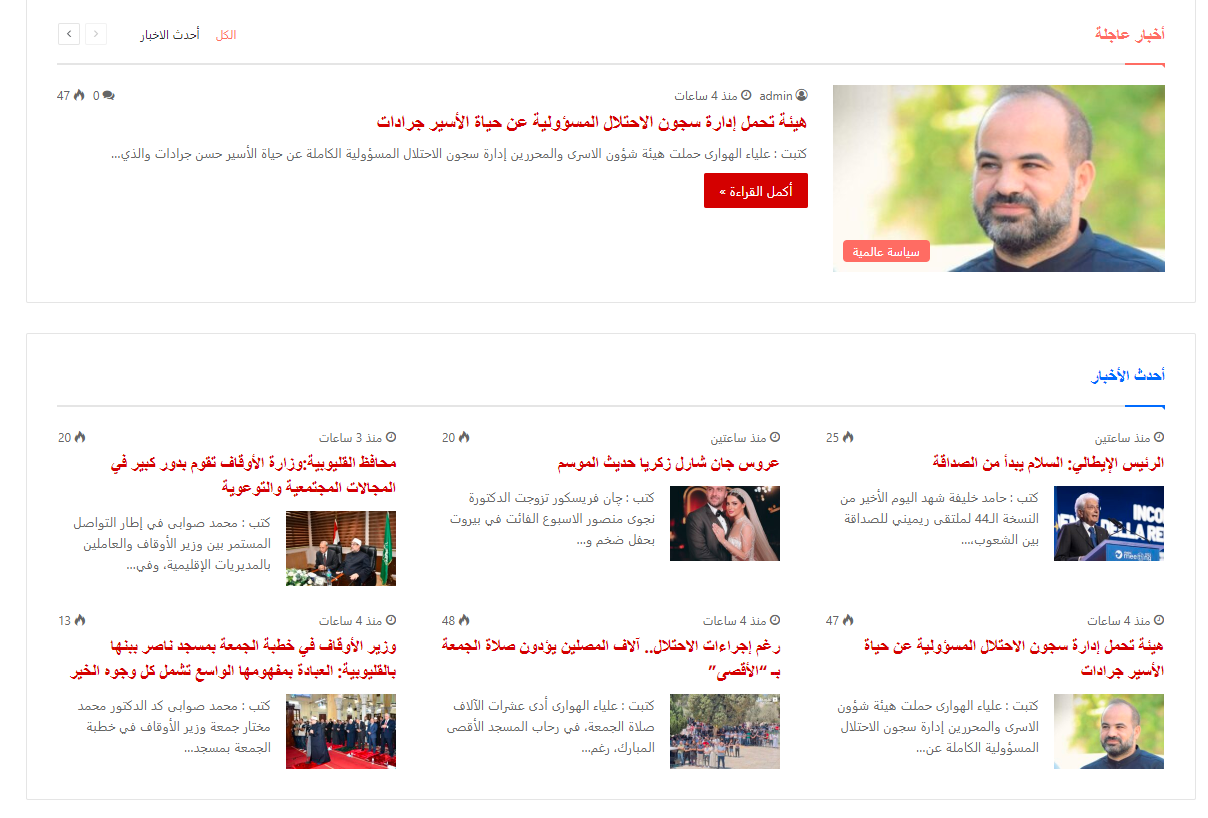 أخبار عاجلة
الكل
أحدث الاخبار
admin
منذ 4 ساعات
0
47
هيئة تحمل إدارة سجون الاحتلال المسؤولية عن حياة الأسير جرادات
كتبت : علياء الهوارى حملت هيئة شؤون الاسرى والمحررين إدارة سجون الاحتلال المسؤولية الكاملة عن حياة الأسير حسن جرادات والذي...
أكمل القراءة »
سياسة عالمية
أحدث الأخبار
منذ ساعتين
25
الرئيس الإيطالي: السلام يبدأ من الصداقة
كتب : حامد خليفة شهد اليوم الأخير من
النسخة الـ44 لملتقى ريميني للصداقة
بين الشعوب،...
INCO
DELLA RE
mee
منذ ساعتين
20
عروس جان شارل زكريا حديث الموسم
كتب : چان فريسكور تزوجت الدكتورة
نجوى منصور الاسبوع الفائت في بيروت
بحفل ضخم و...
منذ 3 ساعات
20
محافظ القليوبية:وزارة الأوقاف تقوم بدور كبير في
المجالات المجتمعية والتوعوية
كتب : محمد صوابى في إطار التواصل
المستمر بين وزير الأوقاف والعاملين
بالمديريات الإقليمية، وفي...
منذ 4 ساعات
47
هيئة تحمل إدارة سجون الاحتلال المسؤولية عن حياة
الأسير جرادات
كتبت : علياء الهوارى حملت هيئة شؤون
الاسرى والمحررين إدارة سجون الاحتلال
المسؤولية الكاملة عن...
منذ 4 ساعات
48
رغم إجراءات الاحتلال.. آلاف المصلين يؤدون صلاة الجمعة
بـ “الأقصى”
كتبت : علياء الهوارى أدى عشرات الآلاف
صلاة الجمعة، في رحاب المسجد الأقصى
المبارك، رغم...
منذ 4 ساعات
13
وزير الأوقاف في خطبة الجمعة بمسجد ناصر ببنها
بالقليوبية: العبادة بمفهومها الواسع تشمل كل وجوه الخير
كتب : محمد صوابى كد الدكتور محمد
مختار جمعة وزير الأوقاف في خطبة
الجمعة بمسجد...